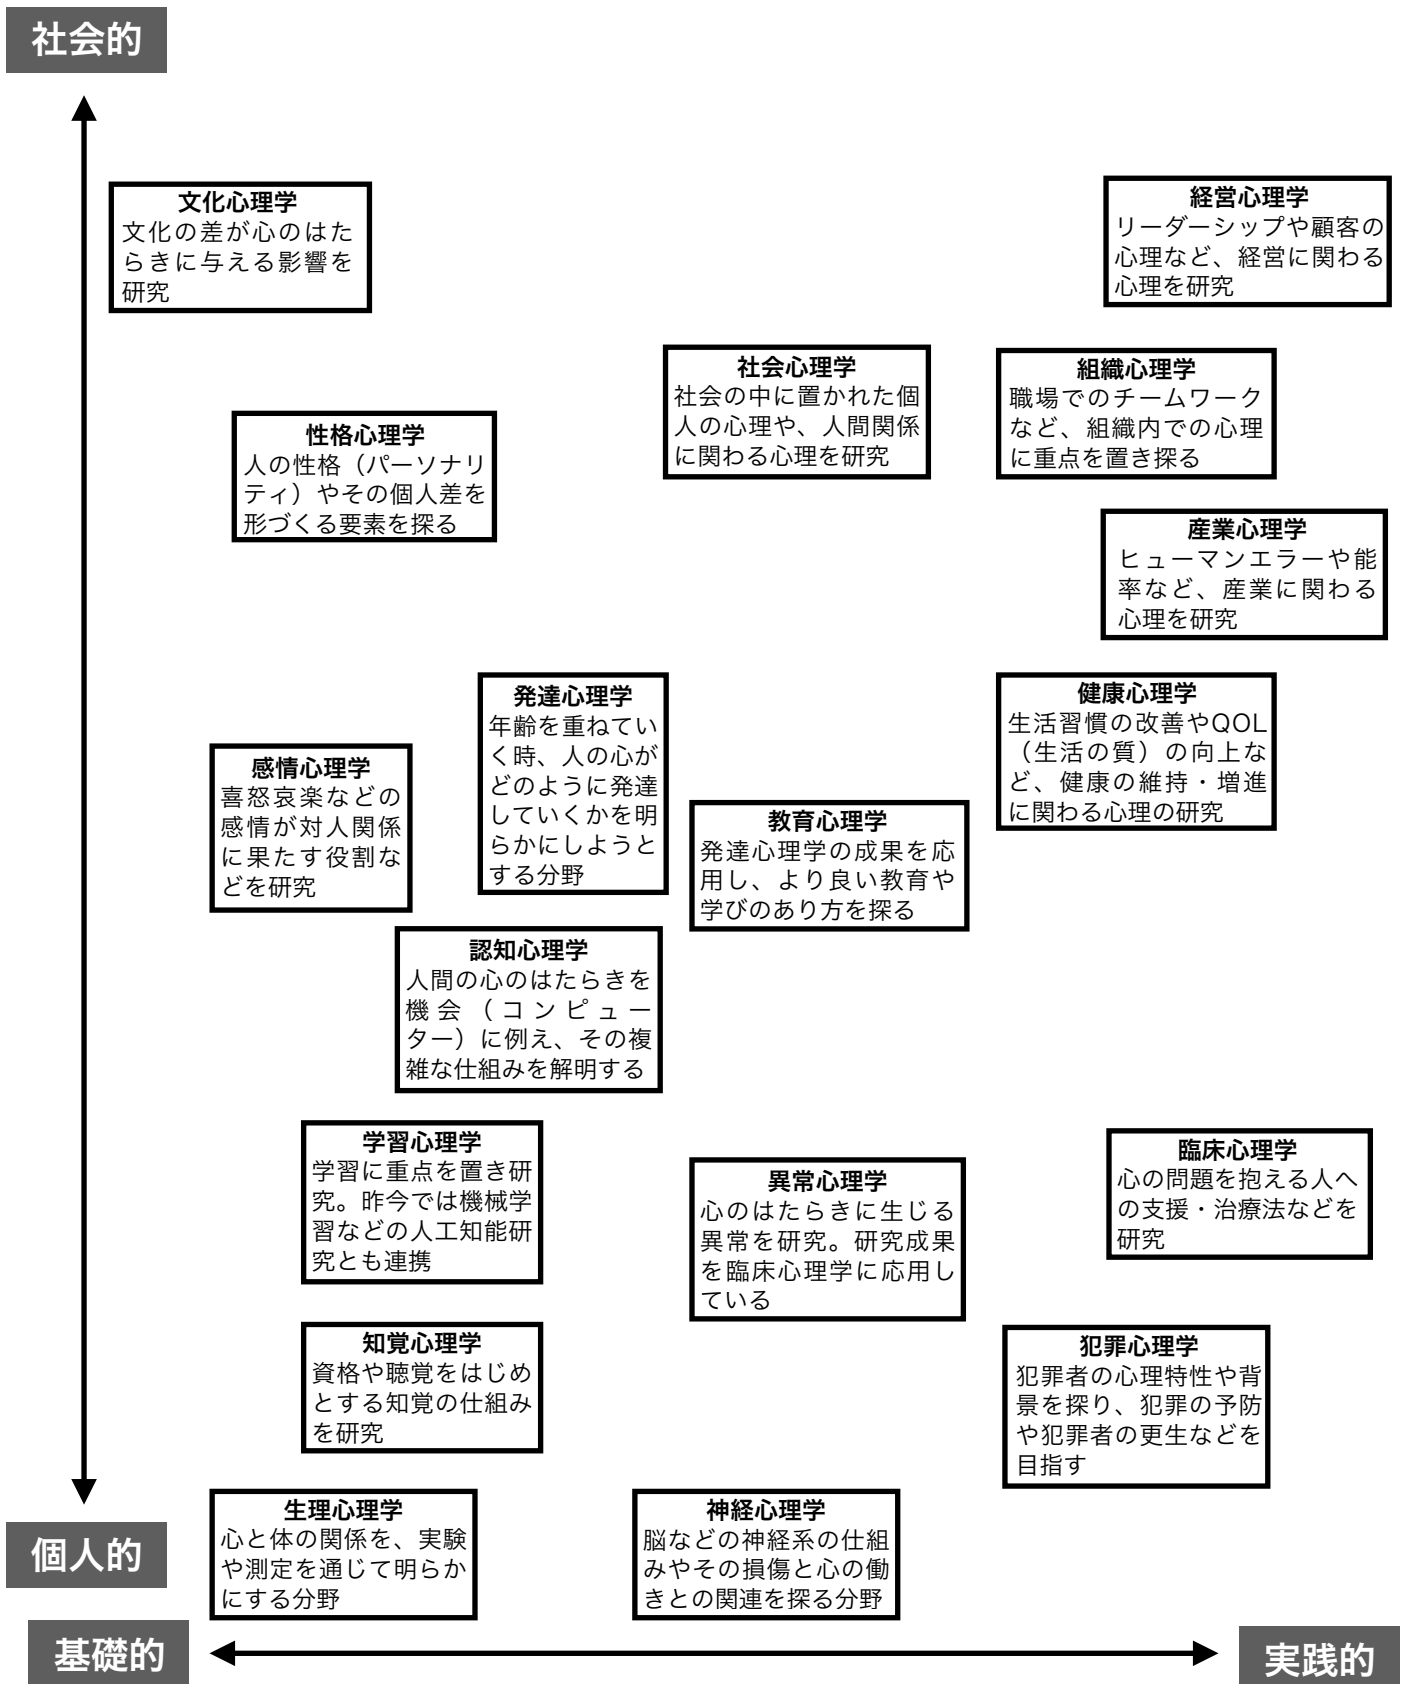 社会的
文化心理学
文化の差が心のはた
らきに与える影響を
研究
経営心理学
リーダーシップや顧客の
心理など、経営に関わる
心理を研究
社会心理学
社会の中に置かれた個
人の心理や、人間関係
に関わる心理を研究
組織心理学
職場でのチームワーク
など、組織内での心理
に重点を置き探る
性格心理学
人の性格（パーソナリ
ティ）やその個人差を
形づくる要素を探る
産業心理学
ヒューマンエラーや能
率など、産業に関わる
心理を研究
発達心理学
年齢を重ねてい
く時、人の心が
どのように発達
していくかを明
らかにしようと
する分野
健康心理学
生活習慣の改善やQOL
（生活の質）の向上な
ど、健康の維持・増進
に関わる心理の研究
感情心理学
喜怒哀楽などの
感情が対人関係
に果たす役割な
どを研究
教育心理学
発達心理学の成果を応
用し、より良い教育や
学びのあり方を探る
認知心理学
人間の心のはたらきを
機会（コンピュー
ター）に例え、その複
雑な仕組みを解明する
学習心理学
学習に重点を置き研
究。昨今では機械学
習などの人工知能研
究とも連携
異常心理学
心のはたらきに生じる
異常を研究。研究成果
を臨床心理学に応用し
ている
臨床心理学
心の問題を抱える人へ
の支援・治療法などを
研究
知覚心理学
資格や聴覚をはじめ
とする知覚の仕組み
を研究
犯罪心理学
犯罪者の心理特性や背
景を探り、犯罪の予防
や犯罪者の更生などを
目指す
生理心理学
心と体の関係を、実験
や測定を通じて明らか
にする分野
神経心理学
脳などの神経系の仕組
みやその損傷と心の働
きとの関連を探る分野
個人的
基礎的
実践的